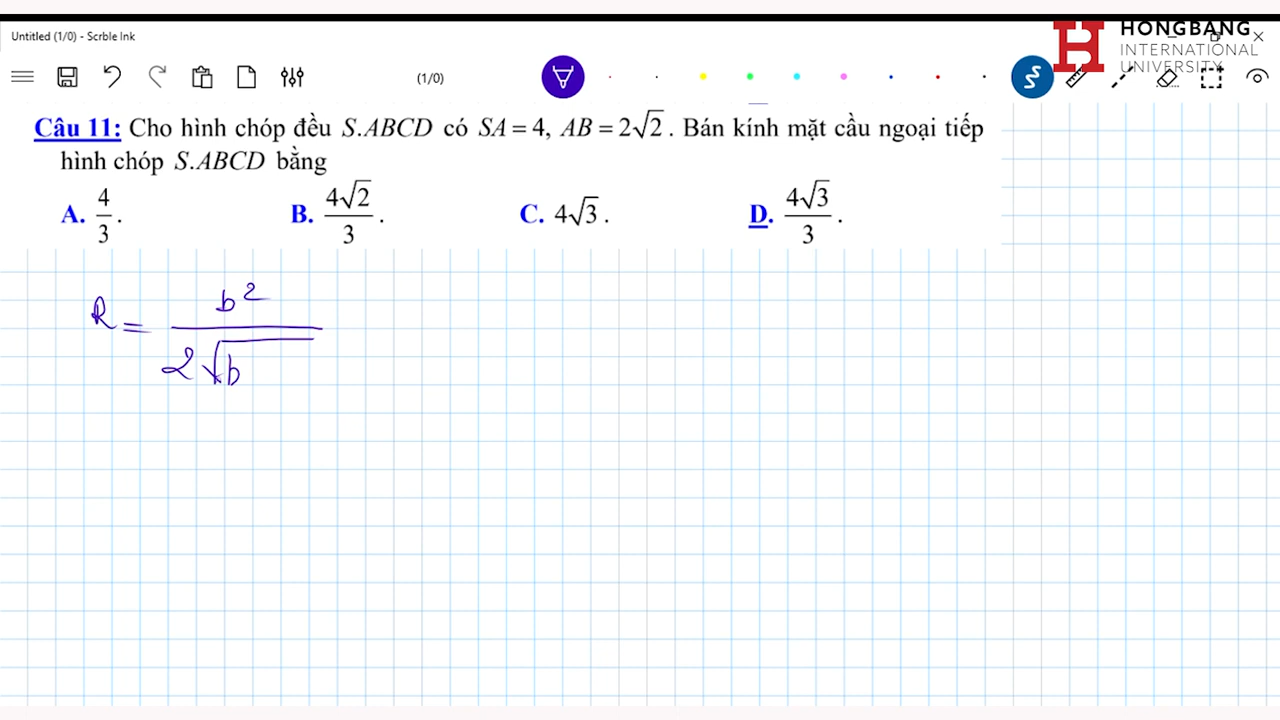 Untitled (1/0) - Scrble Ink
HONGBANG
INTERNATIONAL
UNIVERSITY
(1/0)
Câu 11: Cho hình chóp đều S.ABCD có SA = 4, AB = 2√2. Bán kính mặt cầu ngoại tiếp
hình chóp S.ABCD bằng
A. 4/3. B. 4√2/3. C. 4√3. D. 4√3/3.
R = b²/2√b